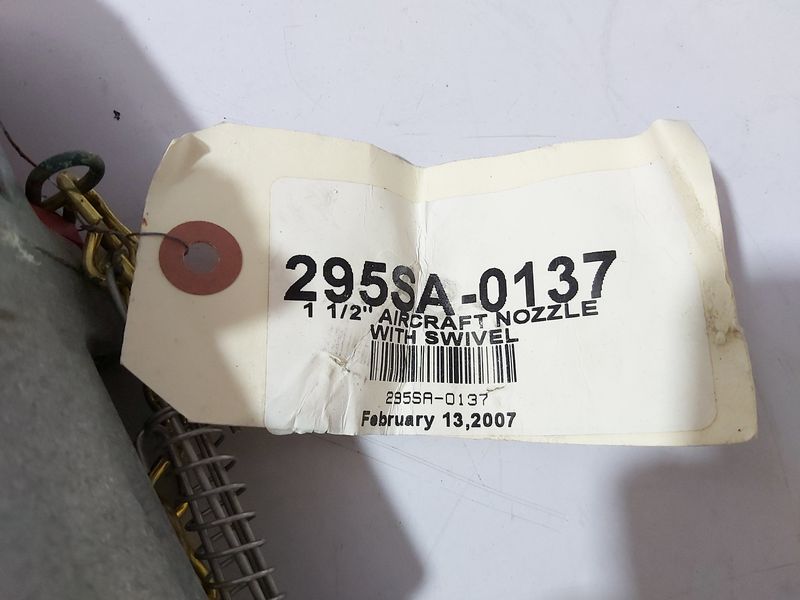 295SA-0137
1 1/2" AIRCRAFT NOZZLE
WITH SWIVEL
295SA-0137
February 13,2007